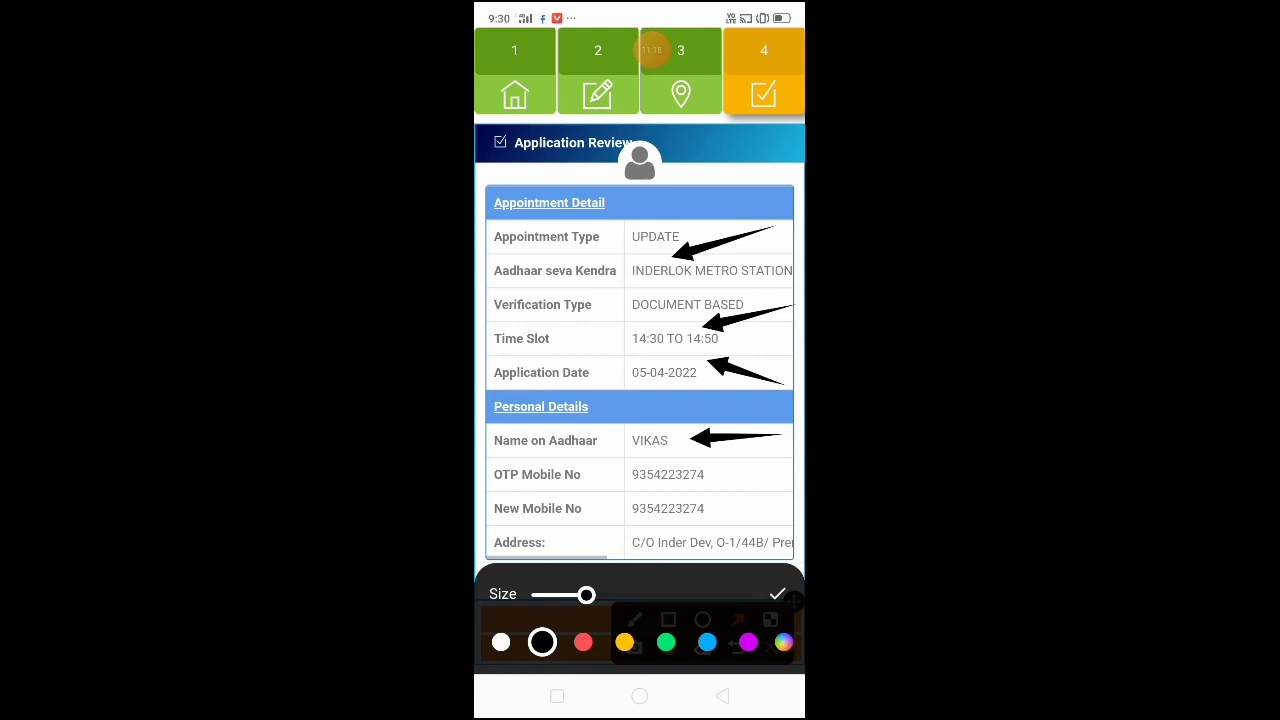 9:30
1 2 3 4
11:18
Application Review
Appointment Detail
Appointment Type UPDATE
Aadhaar seva Kendra INDERLOK METRO STATION
Verification Type DOCUMENT BASED
Time Slot 14:30 TO 14:50
Application Date 05-04-2022
Personal Details
Name on Aadhaar VIKAS
OTP Mobile No 9354223274
New Mobile No 9354223274
Address: C/O Inder Dev, O-1/44B/
Size